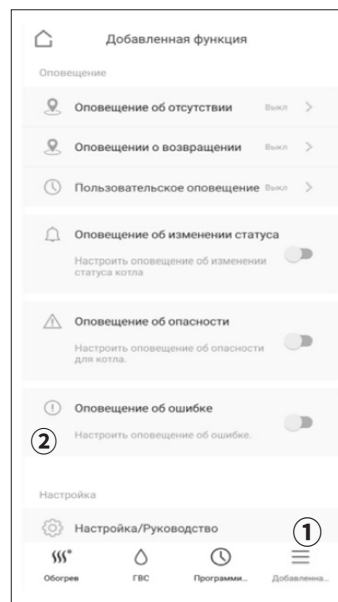 Добавленная функция
Оповещение
Оповещение об отсутствии Выкл
Оповещении о возвращении Выкл
Пользовательское оповещение Выкл
Оповещение об изменении статуса
Настроить оповещение об изменении
статуса котла
Оповещение об опасности
Настроить оповещение об опасности
для котла.
Оповещение об ошибке
② Настроить оповещение об ошибке.
Настройка
Настройка/Руководство
①
Обогрев ГВС Программи... Добавленна...